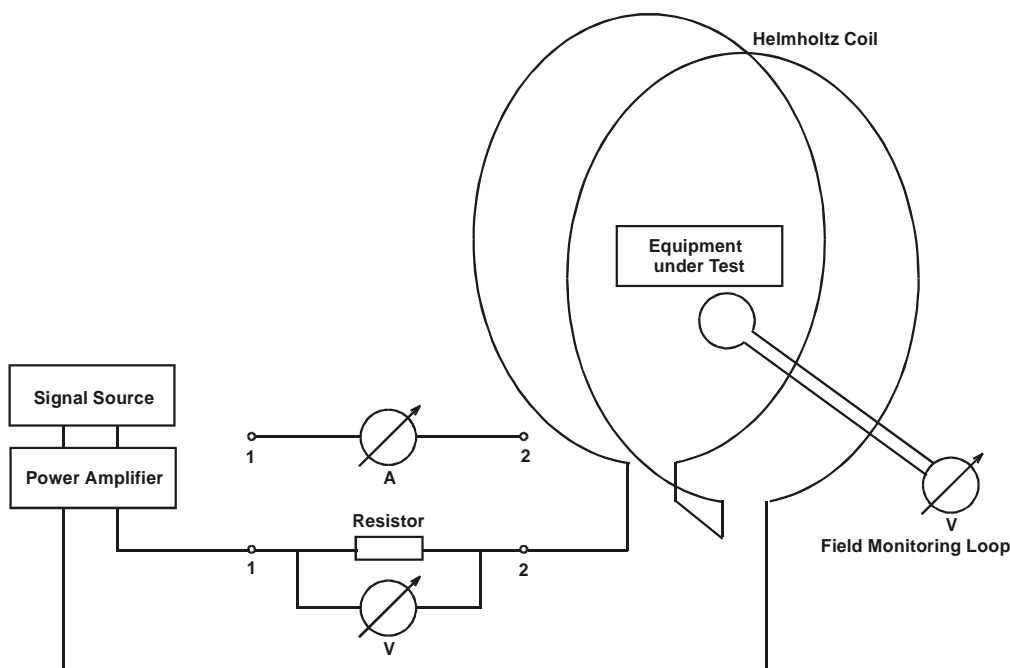 Helmholtz Coil
Equipment
under Test
Signal Source
Power Amplifier
1
2
A
Resistor
1
2
V
V
Field Monitoring Loop